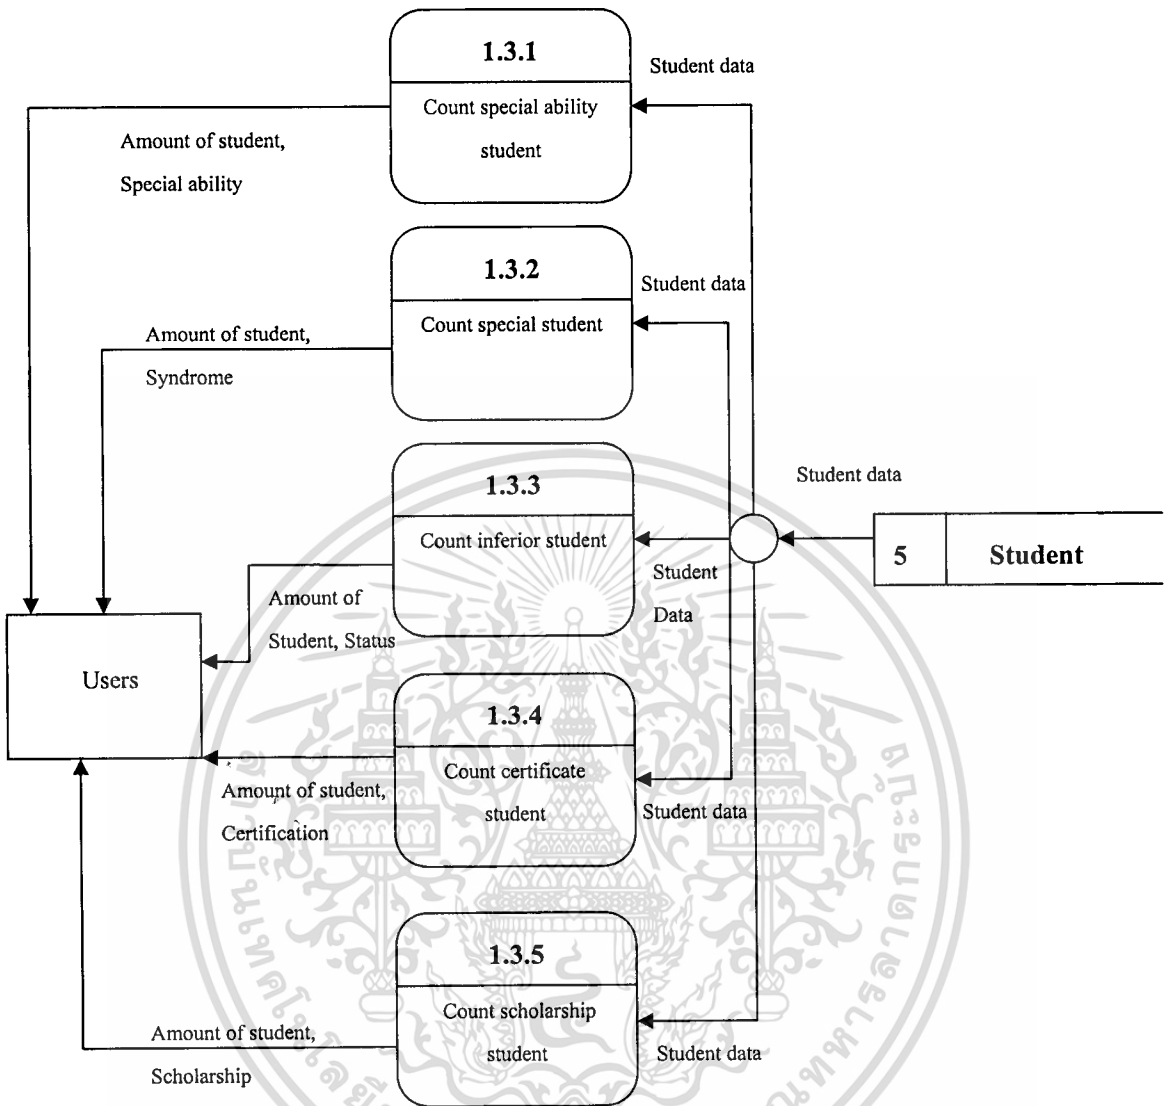 1.3.1
Student data
Count special ability
student
Amount of student,
Special ability
1.3.2
Student data
Count special student
Amount of student,
Syndrome
1.3.3
Student data
Count inferior student
5
Student
Student
Data
Amount of
Student, Status
Users
1.3.4
Count certificate
student
Amount of student,
Certification
Student data
1.3.5
Count scholarship
student
Amount of student,
Scholarship
Student data